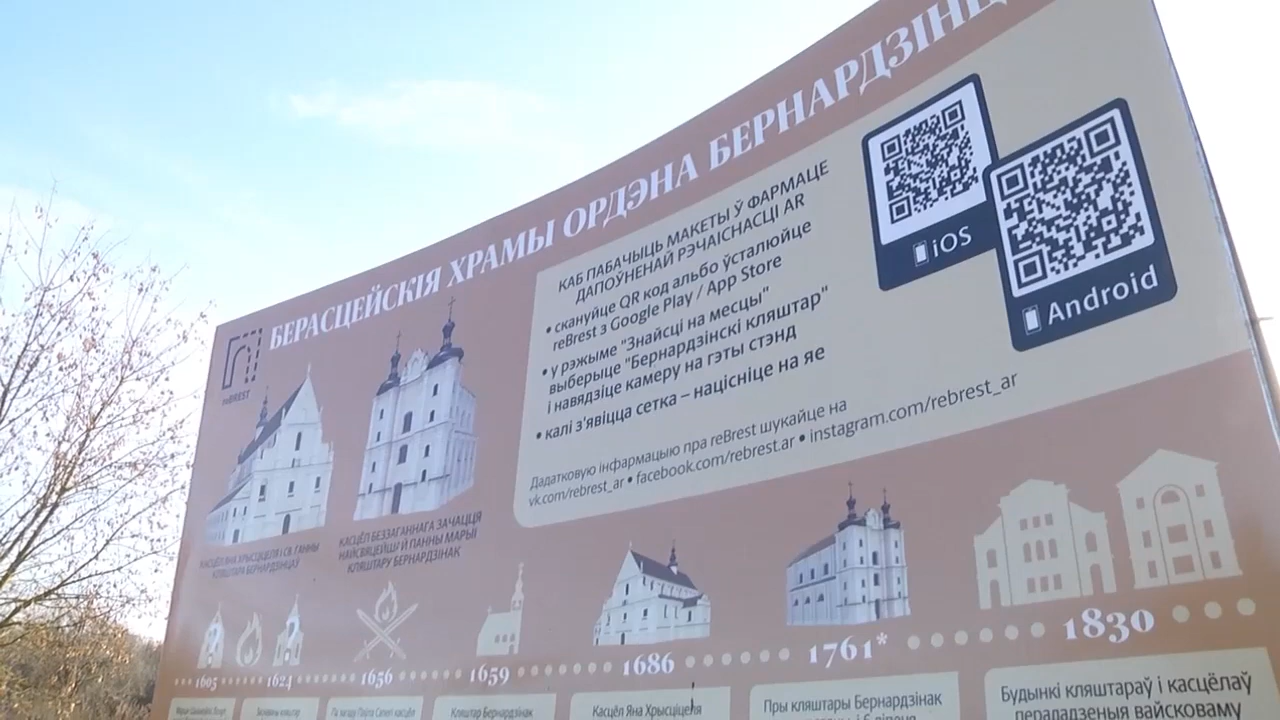 БЕРАСЦЕЙСКІЯ ХРАМЫ ОРДЭНА БЕРНАРДЗІНЦ
reBREST
КАБ ПАБАЧЫЦЬ МАКЕТЫ Ў ФАРМАЦЕ
ДАПОЎНЕНАЙ РЭЧАІСНАСЦІ AR
• скануйце QR код альбо ўсталюйце
reBrest з Google Play / App Store
• у рэжыме "Знайсці на месцы"
выберыце "Бернардзінскі кляштар"
і навядзіце камеру на гэты стэнд
• калі з'явіцца сетка – націсніце на яе
Дадатковую інфармацыю пра reBrest шукайце на
vk.com/rebrest_ar • facebook.com/rebrest.ar • instagram.com/rebrest_ar
iOS
Android
КАСЦЁЛ ЯНА ХРЫСЦІЦЕЛЯ І СВ. ГАННЫ
КЛЯШТАРА БЕРНАРДЗІНЦАЎ
КАСЦЁЛ БЕЗЗАГАННАГА ЗАЧАЦЦЯ
НАЙСВЯЦЕЙШЫЙ ПАННЫ МАРЫІ
КЛЯШТАРУ БЕРНАРДЗІНАК
1605
1624
1656
1659
1686
1761*
1830
Кляштар Бернардзінак
Касцёл Яна Хрысціцеля
Пры кляштары Бернардзінак
Будынкі кляштараў і касцёлаў
перададзеныя вайсковаму